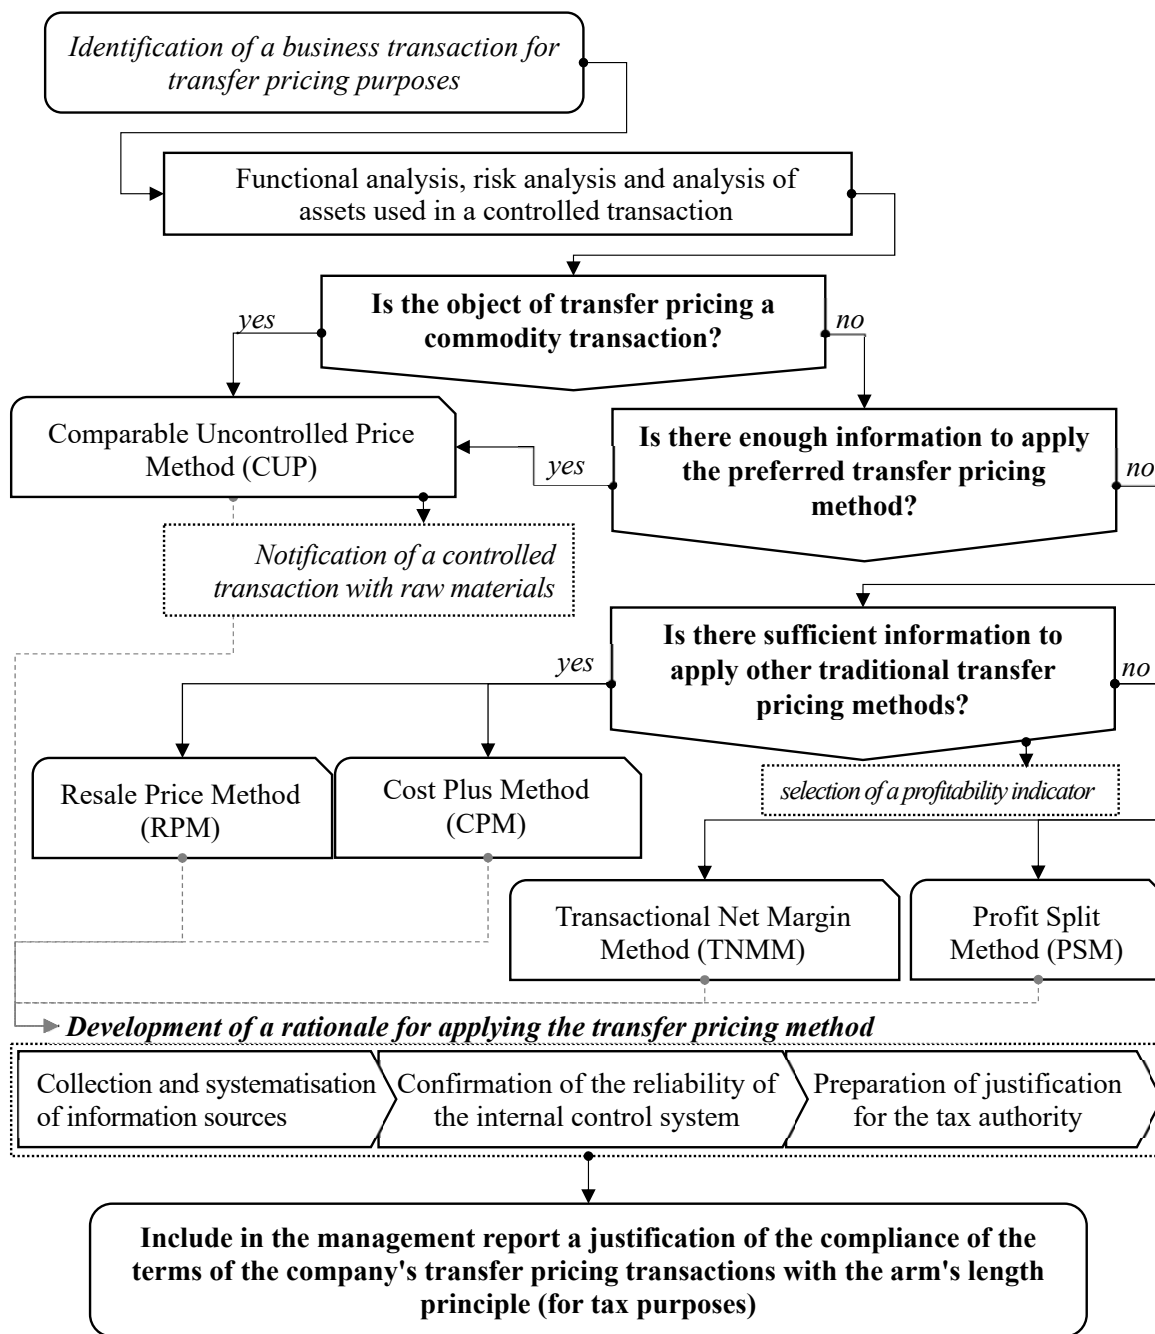 Identification of a business transaction for
transfer pricing purposes
Functional analysis, risk analysis and analysis of
assets used in a controlled transaction
Is the object of transfer pricing a
commodity transaction?
yes
no
Comparable Uncontrolled Price
Method (CUP)
Is there enough information to apply
the preferred transfer pricing
method?
yes
no
Notification of a controlled
transaction with raw materials
Is there sufficient information to
apply other traditional transfer
pricing methods?
yes
no
selection of a profitability indicator
Resale Price Method
(RPM)
Cost Plus Method
(CPM)
Transactional Net Margin
Method (TNMM)
Profit Split
Method (PSM)
Development of a rationale for applying the transfer pricing method
Collection and systematisation
of information sources
Confirmation of the reliability of
the internal control system
Preparation of justification
for the tax authority
Include in the management report a justification of the compliance of the
terms of the company's transfer pricing transactions with the arm's length
principle (for tax purposes)